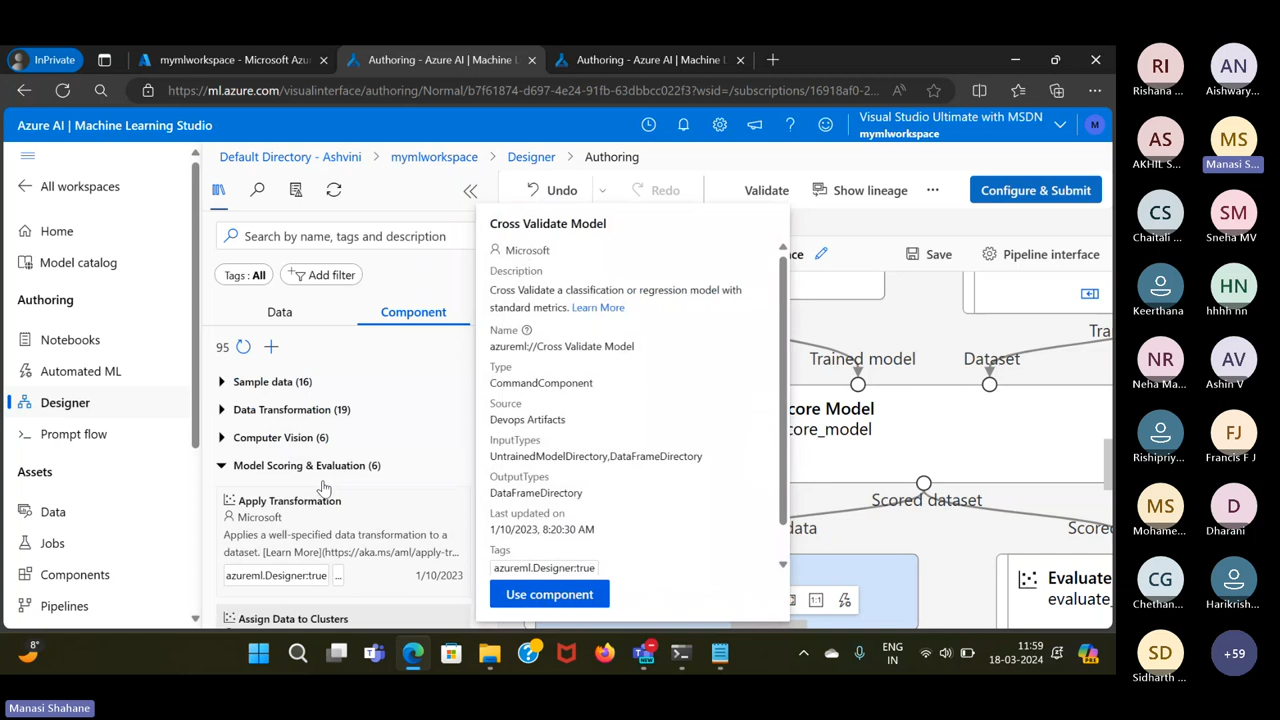 InPrivate
mymlworkspace - Microsoft Azur
Authoring - Azure AI | Machine L
Authoring - Azure AI | Machine L
https://ml.azure.com/visualinterface/authoring/Normal/b7f61874-d697-4e24-91fb-63dbbcc022f3?wsid=/subscriptions/16918af0-2...
Azure AI | Machine Learning Studio
Visual Studio Ultimate with MSDN
mymlworkspace
M
All workspaces
Home
Model catalog
Authoring
Notebooks
Automated ML
Designer
Prompt flow
Assets
Data
Jobs
Components
Pipelines
Default Directory - Ashvini
mymlworkspace
Designer
Authoring
Undo
Redo
Validate
Show lineage
Configure & Submit
Search by name, tags and description
Tags : All
Add filter
Data
Component
95
Sample data (16)
Data Transformation (19)
Computer Vision (6)
Model Scoring & Evaluation (6)
Apply Transformation
Microsoft
Applies a well-specified data transformation to a
dataset. [Learn More](https://aka.ms/aml/apply-tr...
azureml.Designer:true
...
1/10/2023
Assign Data to Clusters
Cross Validate Model
Microsoft
Description
Cross Validate a classification or regression model with
standard metrics. Learn More
Name
azureml://Cross Validate Model
Type
CommandComponent
Source
Devops Artifacts
InputTypes
UntrainedModelDirectory,DataFrameDirectory
OutputTypes
DataFrameDirectory
Last updated on
1/10/2023, 8:20:30 AM
Tags
azureml.Designer:true
Use component
ce
Save
Pipeline interface
Tra
Trained model
Dataset
core Model
core_model
Scored dataset
data
Score
1:1
Evaluate
evaluate_
8°
ENG
IN
11:59
18-03-2024
RI
Rishana ...
AN
Aishwary...
AS
AKHIL S...
MS
Manasi S...
CS
Chaitali ...
SM
Sneha MV
Keerthana
HN
hhhh nn
NR
Neha Ma...
AV
Ashin V
Rishipriy...
FJ
Francis F J
MS
Mohame...
D
Dharani
CG
Chethan...
Harikrish...
SD
Sidharth ...
+59
Manasi Shahane